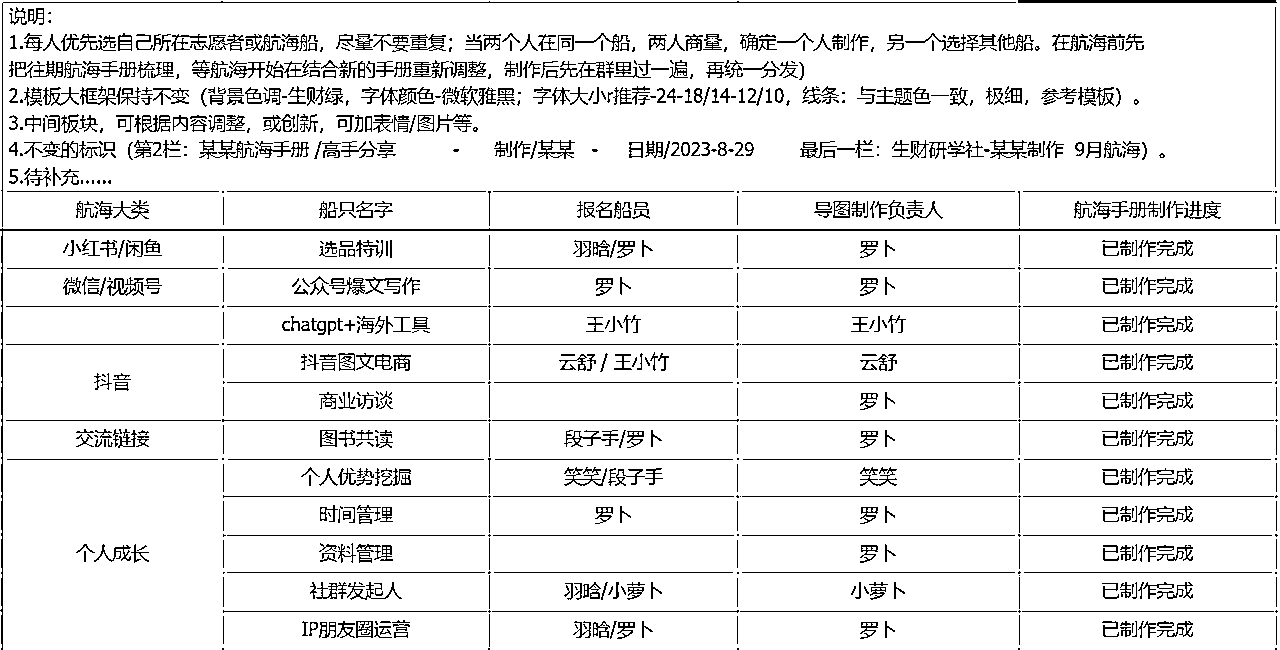 说明：
1.每人优先选自己所在志愿者或航海船，尽量不要重复；当两个人在同一个船，两人商量，确定一个人制作，另一个选择其他船。在航海前先
把往期航海手册梳理，等航海开始在结合新的手册重新调整，制作后先在群里过一遍，再统一分发）
2.模板大框架保持不变（背景色调-生财绿，字体颜色-微软雅黑；字体大小r推荐-24-18/14-12/10，线条：与主题色一致，极细，参考模板）。
3.中间板块，可根据内容调整，或创新，可加表情/图片等。
4.不变的标识（第2栏：某某航海手册 /高手分享 - 制作/某某 - 日期/2023-8-29 最后一栏：生财研学社-某某制作 9月航海）。
5.待补充......
航海大类 船只名字 报名船员 导图制作负责人 航海手册制作进度
小红书/闲鱼 选品特训 羽晗/罗卜 罗卜 已制作完成
微信/视频号 公众号爆文写作 罗卜 罗卜 已制作完成
chatgpt+海外工具 王小竹 王小竹 已制作完成
抖音 抖音图文电商 云舒 / 王小竹 云舒 已制作完成
商业访谈 罗卜 已制作完成
交流链接 图书共读 段子手/罗卜 罗卜 已制作完成
个人成长 个人优势挖掘 笑笑/段子手 笑笑 已制作完成
时间管理 罗卜 罗卜 已制作完成
资料管理 罗卜 已制作完成
社群发起人 羽晗/小萝卜 小萝卜 已制作完成
IP朋友圈运营 羽晗/罗卜 罗卜 已制作完成